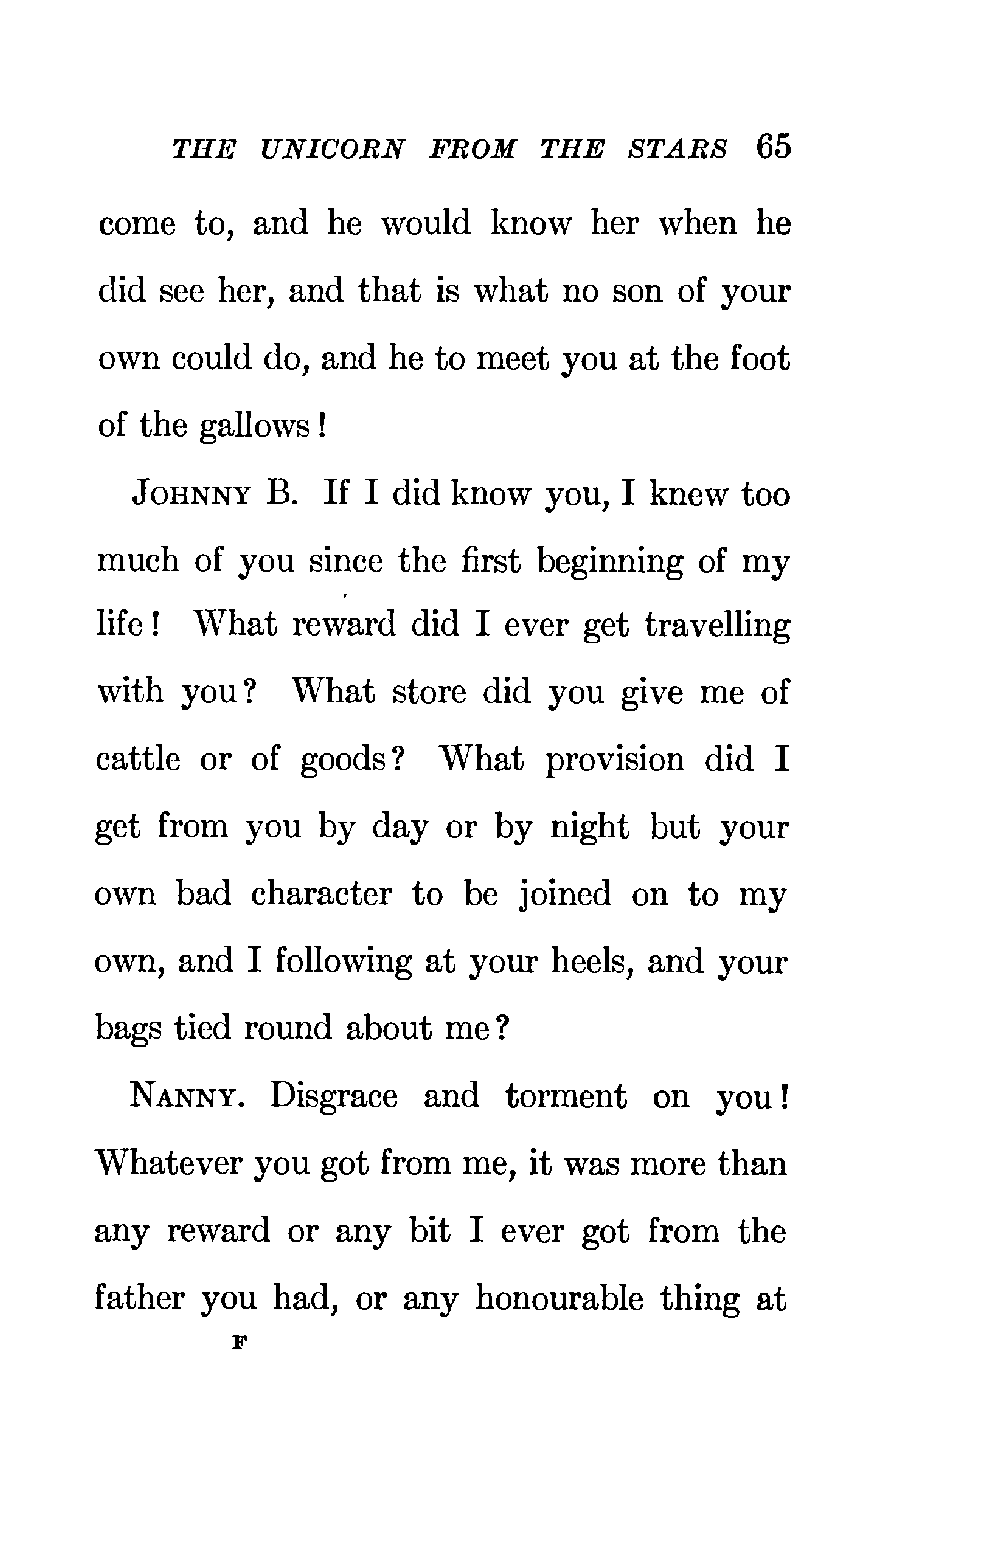 THE UNICORN FROM THE STARS 65
come to, and he would know her when he
did see her, and that is what no son of your
own could do, and he to meet you at the foot
of the gallows!
JOHNNY B. If I did know you, I knew too
much of you since the first beginning of my
life! What reward did I ever get travelling
with you? What store did you give me of
cattle or of goods? What provision did I
get from you by day or by night but your
own bad character to be joined on to my
own, and I following at your heels, and your
bags tied round about me?
NANNY. Disgrace and torment on you!
Whatever you got from me, it was more than
any reward or any bit I ever got from the
father you had, or any honourable thing at
F